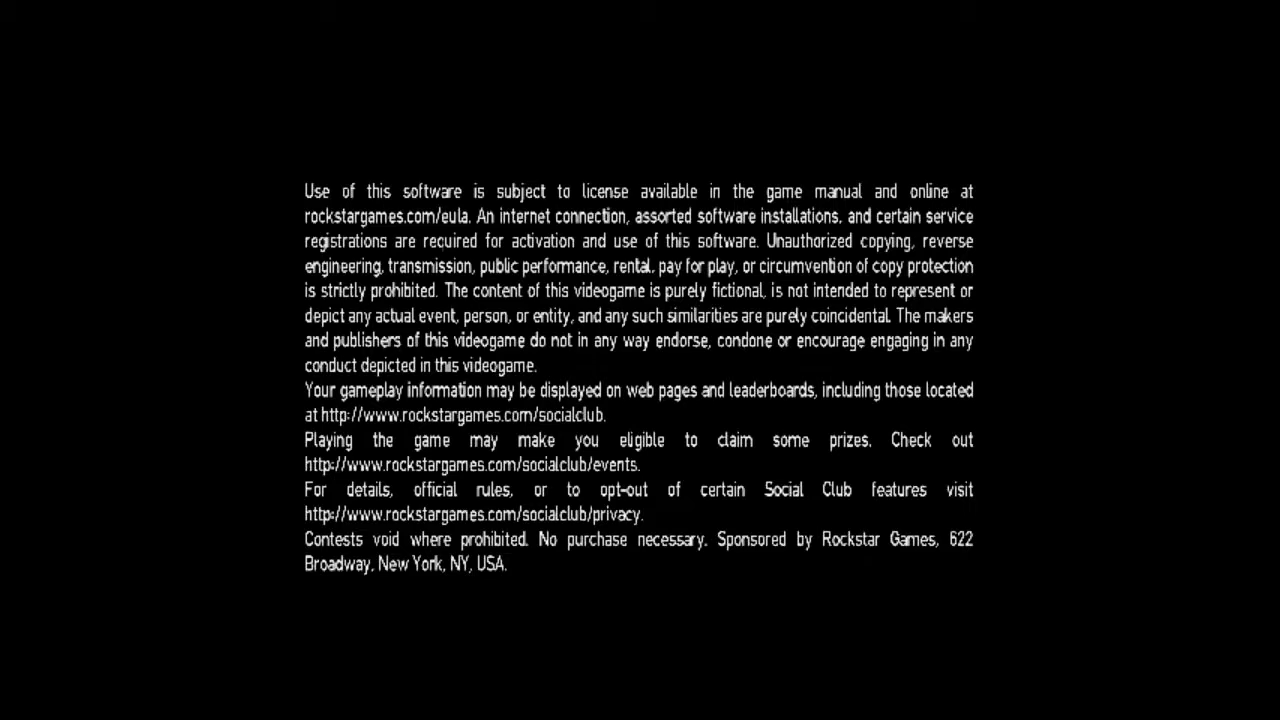 Use of this software is subject to license available in the game manual and online at
rockstargames.com/eula. An internet connection, assorted software installations, and certain service
registrations are required for activation and use of this software. Unauthorized copying, reverse
engineering, transmission, public performance, rental, pay for play, or circumvention of copy protection
is strictly prohibited. The content of this videogame is purely fictional, is not intended to represent or
depict any actual event, person, or entity, and any such similarities are purely coincidental. The makers
and publishers of this videogame do not in any way endorse, condone or encourage engaging in any
conduct depicted in this videogame.
Your gameplay information may be displayed on web pages and leaderboards, including those located
at http://www.rockstargames.com/socialclub.
Playing the game may make you eligible to claim some prizes. Check out
http://www.rockstargames.com/socialclub/events.
For details, official rules, or to opt-out of certain Social Club features visit
http://www.rockstargames.com/socialclub/privacy.
Contests void where prohibited. No purchase necessary. Sponsored by Rockstar Games, 622
Broadway, New York, NY, USA.